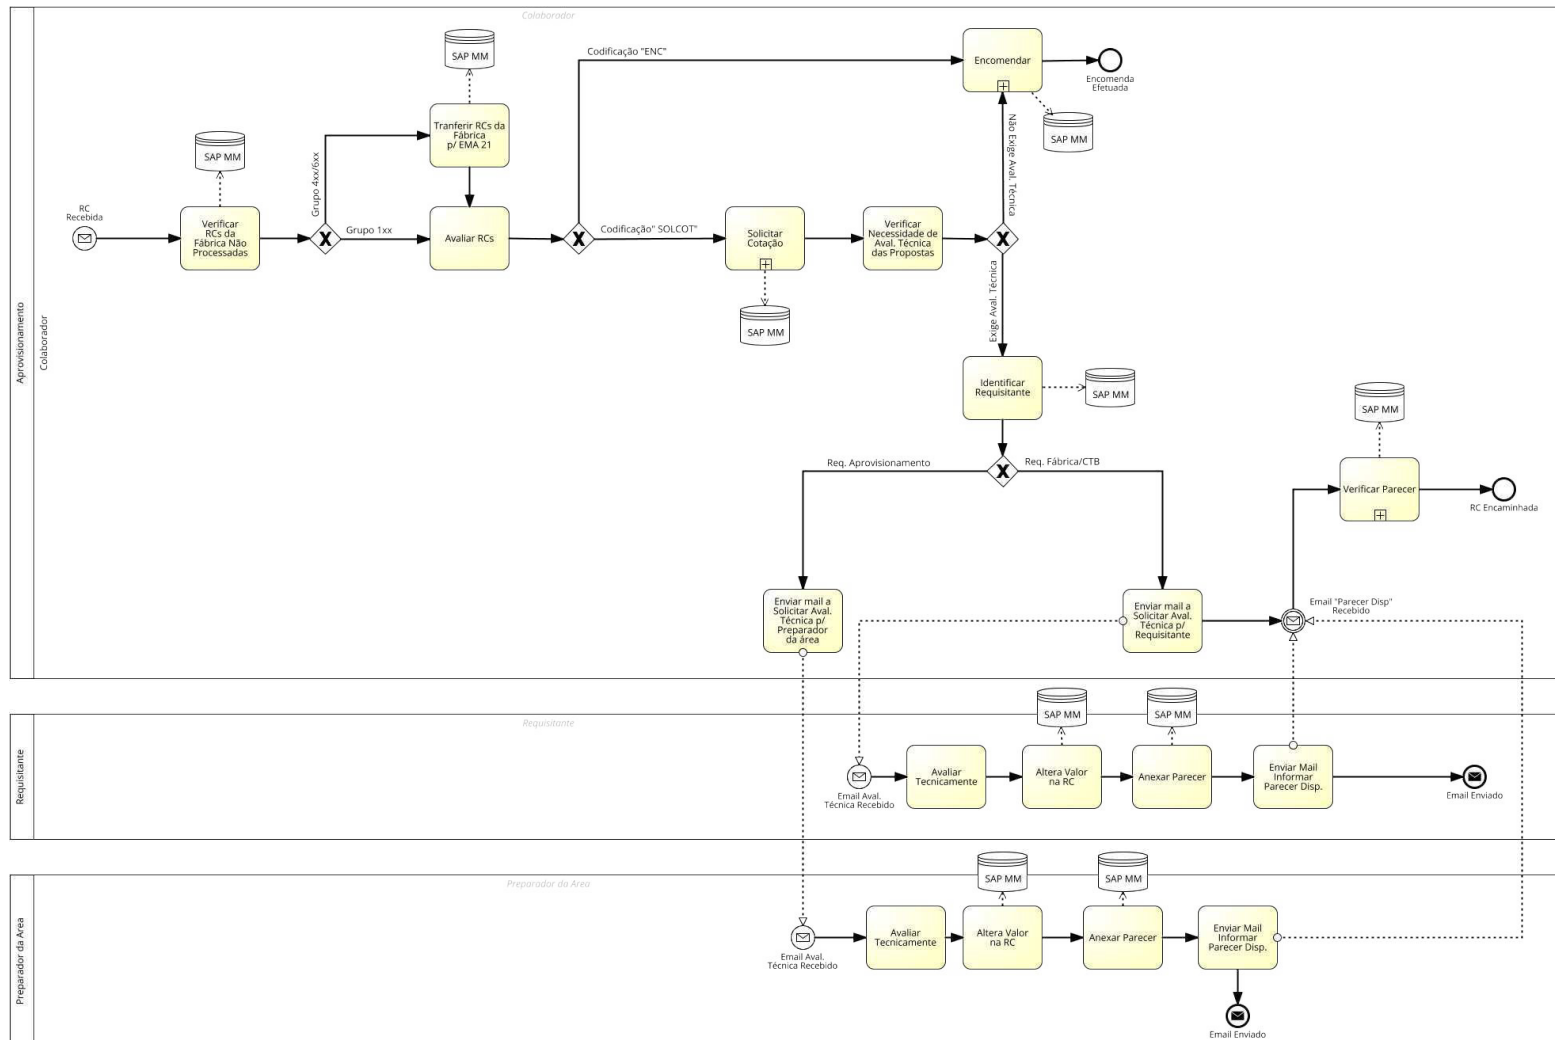 Colaborador
Aprovisionamento
Colaborador
RC
Recebida
SAP MM
Verificar
RCs da
Fábrica Não
Processadas
Grupo 4xx/6xx
Grupo 1xx
SAP MM
Tranferir RCs da
Fábrica
p/ EMA 21
Avaliar RCs
Codificação "ENC"
Codificação" SOLCOT"
Solicitar
Cotação
SAP MM
Verificar
Necessidade de
Aval. Técnica
das Propostas
Não Exige Aval. Técnica
Exige Aval. Técnica
Encomendar
SAP MM
Encomenda
Efetuada
Identificar
Requisitante
SAP MM
Req. Aprovisionamento
Req. Fábrica/CTB
Enviar mail a
Solicitar Aval.
Técnica p/
Preparador
da área
Enviar mail a
Solicitar Aval.
Técnica p/
Requisitante
Email "Parecer Disp"
Recebido
SAP MM
Verificar Parecer
RC Encaminhada
Requisitante
Requisitante
Email Aval.
Técnica Recebido
Avaliar
Tecnicamente
SAP MM
Altera Valor
na RC
SAP MM
Anexar Parecer
Enviar Mail
Informar
Parecer Disp.
Email Enviado
Preparador da Area
Preparador da Area
Email Aval.
Técnica Recebido
Avaliar
Tecnicamente
SAP MM
Altera Valor
na RC
SAP MM
Anexar Parecer
Enviar Mail
Informar
Parecer Disp.
Email Enviado